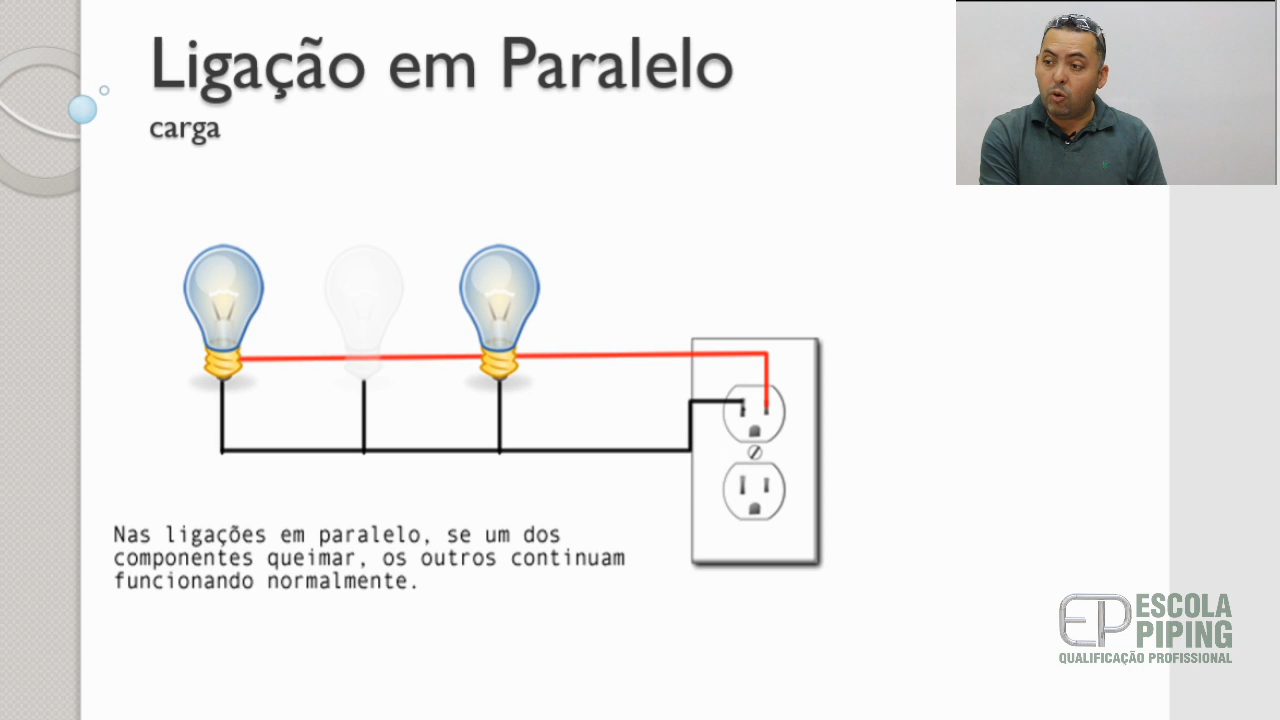 Ligação em Paralelo
carga
Nas ligações em paralelo, se um dos
componentes queimar, os outros continuam
funcionando normalmente.
EP ESCOLA
PIPING
QUALIFICAÇÃO PROFISSIONAL